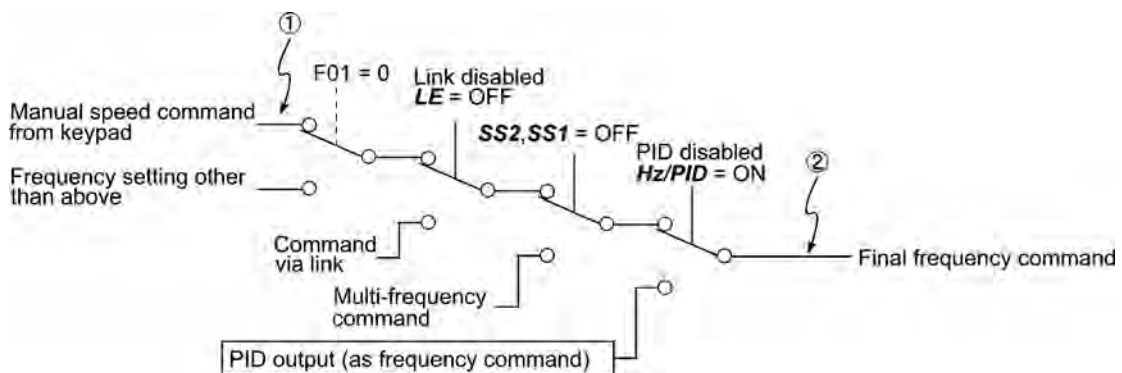 ①
F01 = 0
Link disabled
LE = OFF
Manual speed command
from keypad
SS2,SS1 = OFF
PID disabled
Hz/PID = ON
②
Frequency setting other
than above
Command
via link
Final frequency command
Multi-frequency
command
PID output (as frequency command)